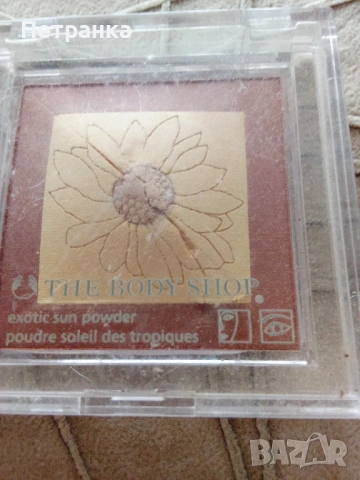 Петранка
THE BODY SHOP®
exotic sun powder
poudre soleil des tropiques
BAZAR